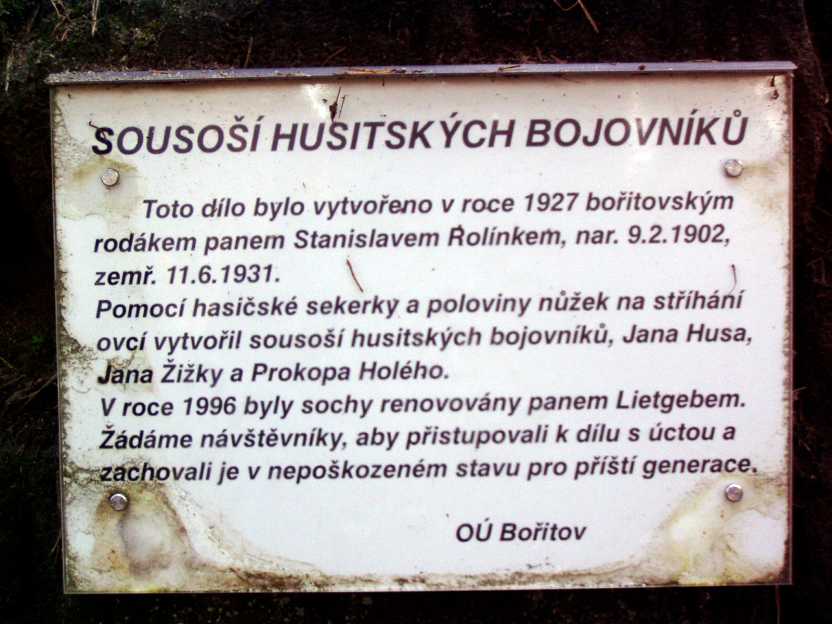 SOUSOŠÍ HUSITSKÝCH BOJOVNÍKŮ
Toto dílo bylo vytvořeno v roce 1927 bořitovským
rodákem panem Stanislavem Rolínkem, nar. 9.2.1902,
zemř. 11.6.1931.
Pomocí hasičské sekerky a poloviny nůžek na stříhání
ovcí vytvořil sousoší husitských bojovníků, Jana Husa,
Jana Žižky a Prokopa Holého.
V roce 1996 byly sochy renovovány panem Lietgebem.
Žádáme návštěvníky, aby přistupovali k dílu s úctou a
zachovali je v nepoškozeném stavu pro příští generace.
OÚ Bořitov